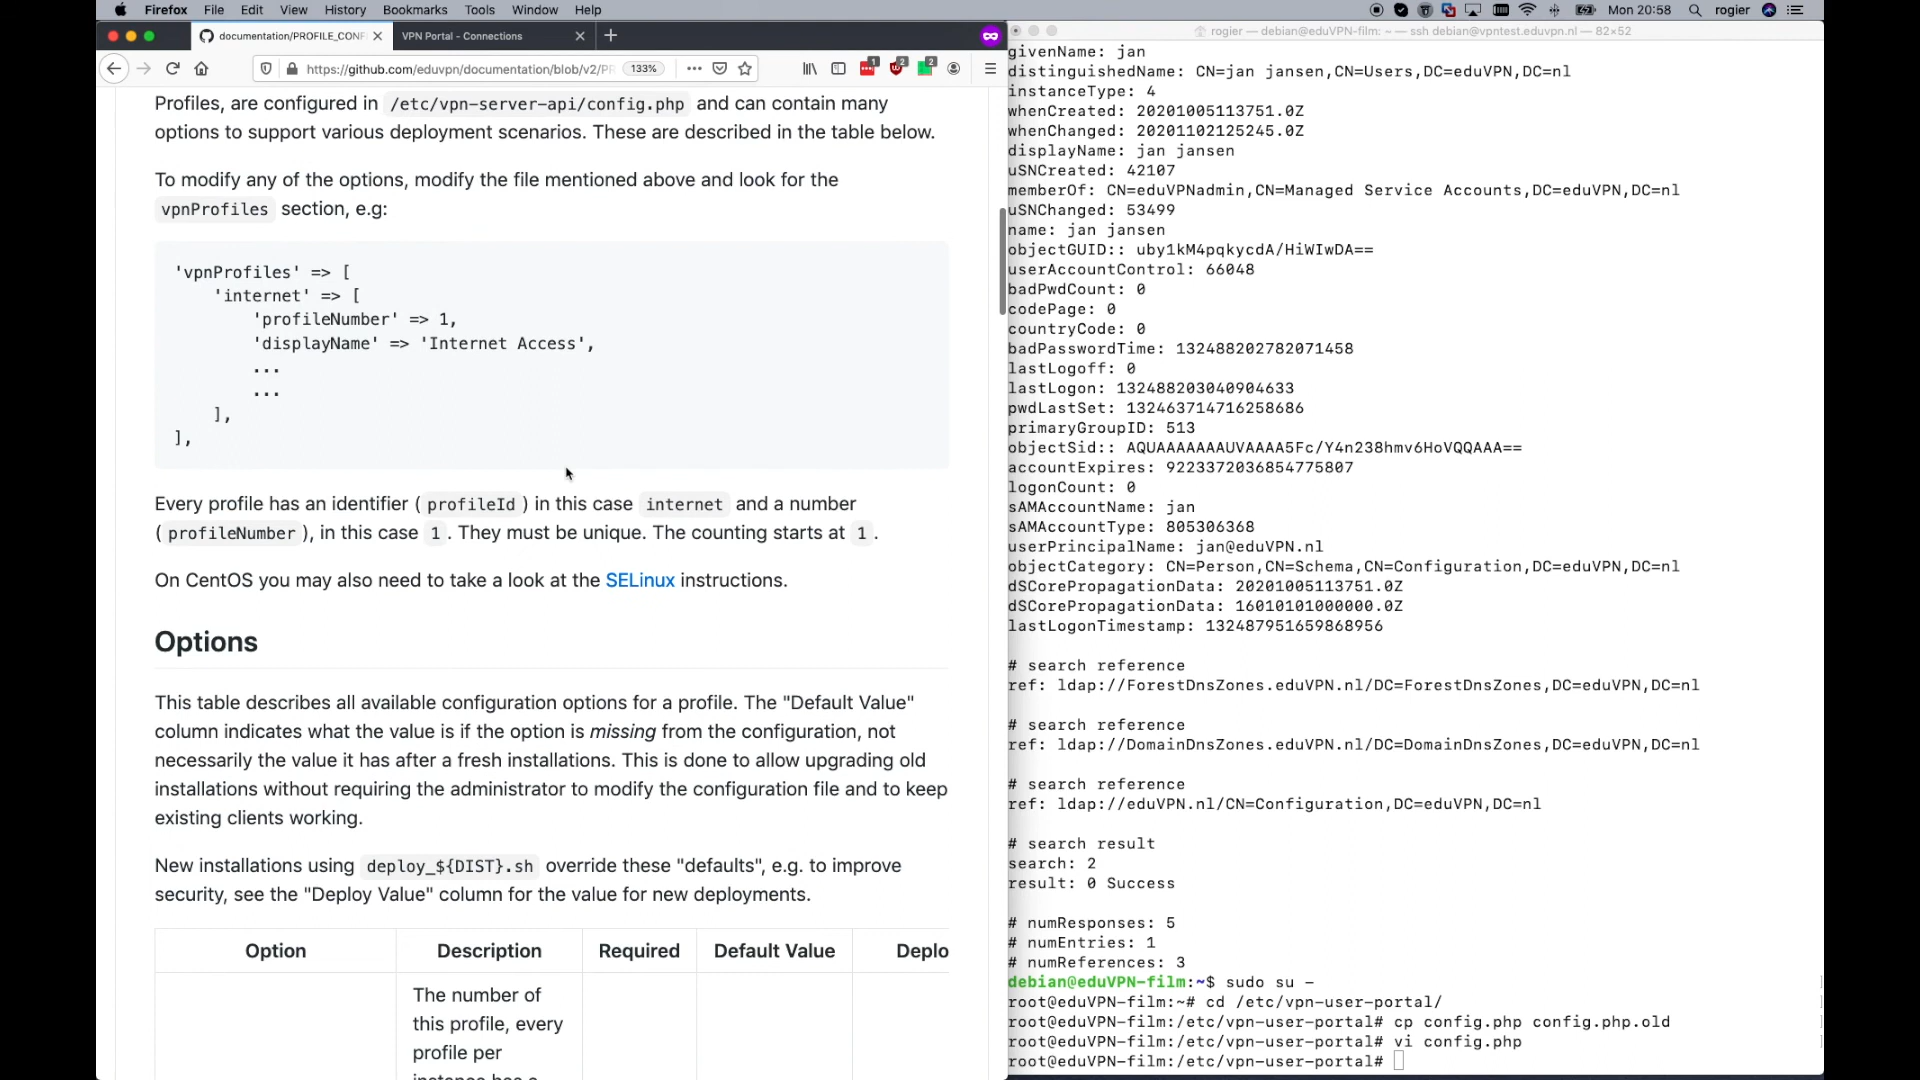 Firefox File Edit View History Bookmarks Tools Window Help
Mon 20:58 rogier
documentation/PROFILE_CONF
VPN Portal - Connections
rogier — debian@eduVPN-film: ~ — ssh debian@vpntest.eduvpn.nl — 82×52
https://github.com/eduvpn/documentation/blob/v2/PR 133%
1 2 2
Profiles, are configured in /etc/vpn-server-api/config.php and can contain many
options to support various deployment scenarios. These are described in the table below.
To modify any of the options, modify the file mentioned above and look for the
vpnProfiles section, e.g:
'vpnProfiles' => [
'internet' => [
'profileNumber' => 1,
'displayName' => 'Internet Access',
...
...
],
],
Every profile has an identifier ( profileId ) in this case internet and a number
( profileNumber ), in this case 1 . They must be unique. The counting starts at 1 .
On CentOS you may also need to take a look at the SELinux instructions.
Options
This table describes all available configuration options for a profile. The "Default Value"
column indicates what the value is if the option is missing from the configuration, not
necessarily the value it has after a fresh installations. This is done to allow upgrading old
installations without requiring the administrator to modify the configuration file and to keep
existing clients working.
New installations using deploy_${DIST}.sh override these "defaults", e.g. to improve
security, see the "Deploy Value" column for the value for new deployments.
Option Description Required Default Value Deplo
The number of
this profile, every
profile per
instance has a
givenName: jan
distinguishedName: CN=jan jansen,CN=Users,DC=eduVPN,DC=nl
instanceType: 4
whenCreated: 20201005113751.0Z
whenChanged: 20201102125245.0Z
displayName: jan jansen
uSNCreated: 42107
memberOf: CN=eduVPNadmin,CN=Managed Service Accounts,DC=eduVPN,DC=nl
uSNChanged: 53499
name: jan jansen
objectGUID:: uby1kM4pqkycdA/HiWIwDA==
userAccountControl: 66048
badPwdCount: 0
codePage: 0
countryCode: 0
badPasswordTime: 132488202782071458
lastLogoff: 0
lastLogon: 132488203040904633
pwdLastSet: 132463714716258686
primaryGroupID: 513
objectSid:: AQUAAAAAAAUVAAAA5Fc/Y4n238hmv6HoVQQAAA==
accountExpires: 9223372036854775807
logonCount: 0
sAMAccountName: jan
sAMAccountType: 805306368
userPrincipalName: jan@eduVPN.nl
objectCategory: CN=Person,CN=Schema,CN=Configuration,DC=eduVPN,DC=nl
dSCorePropagationData: 20201005113751.0Z
dSCorePropagationData: 16010101000000.0Z
lastLogonTimestamp: 132487951659868956
# search reference
ref: ldap://ForestDnsZones.eduVPN.nl/DC=ForestDnsZones,DC=eduVPN,DC=nl
# search reference
ref: ldap://DomainDnsZones.eduVPN.nl/DC=DomainDnsZones,DC=eduVPN,DC=nl
# search reference
ref: ldap://eduVPN.nl/CN=Configuration,DC=eduVPN,DC=nl
# search result
search: 2
result: 0 Success
# numResponses: 5
# numEntries: 1
# numReferences: 3
debian@eduVPN-film:~$ sudo su -
root@eduVPN-film:~# cd /etc/vpn-user-portal/
root@eduVPN-film:/etc/vpn-user-portal# cp config.php config.php.old
root@eduVPN-film:/etc/vpn-user-portal# vi config.php
root@eduVPN-film:/etc/vpn-user-portal#